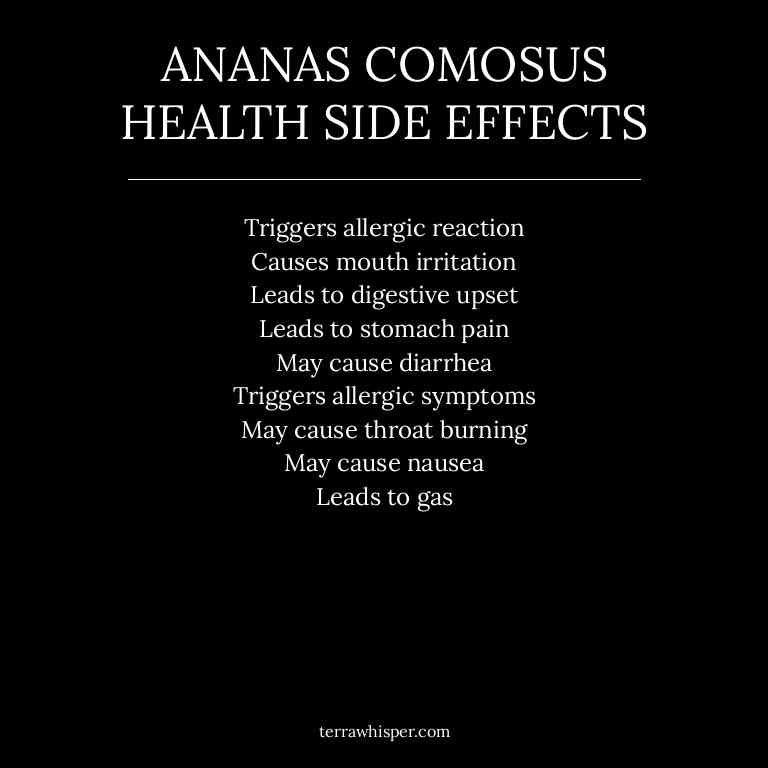 ANANAS COMOSUS
HEALTH SIDE EFFECTS
Triggers allergic reaction
Causes mouth irritation
Leads to digestive upset
Leads to stomach pain
May cause diarrhea
Triggers allergic symptoms
May cause throat burning
May cause nausea
Leads to gas
terrawhisper.com